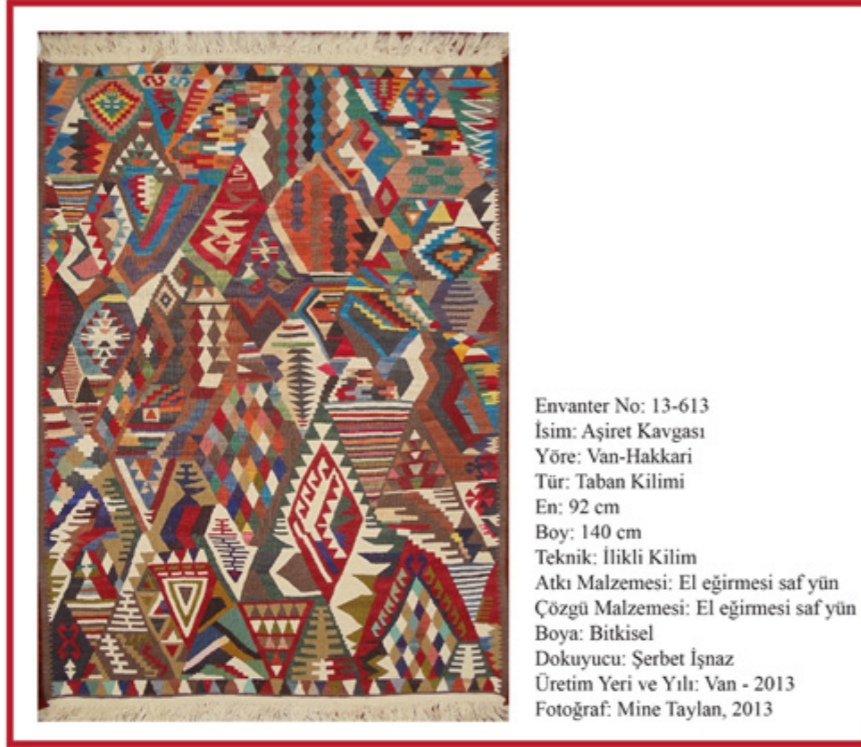 Envanter No: 13-613
İsim: Aşiret Kavgası
Yöre: Van-Hakkari
Tür: Taban Kilimi
En: 92 cm
Boy: 140 cm
Teknik: İlikli Kilim
Atkı Malzemesi: El eğirmesi saf yün
Çözgü Malzemesi: El eğirmesi saf yün
Boya: Bitkisel
Dokuyucu: Şerbet İşnaz
Üretim Yeri ve Yılı: Van - 2013
Fotoğraf: Mine Taylan, 2013